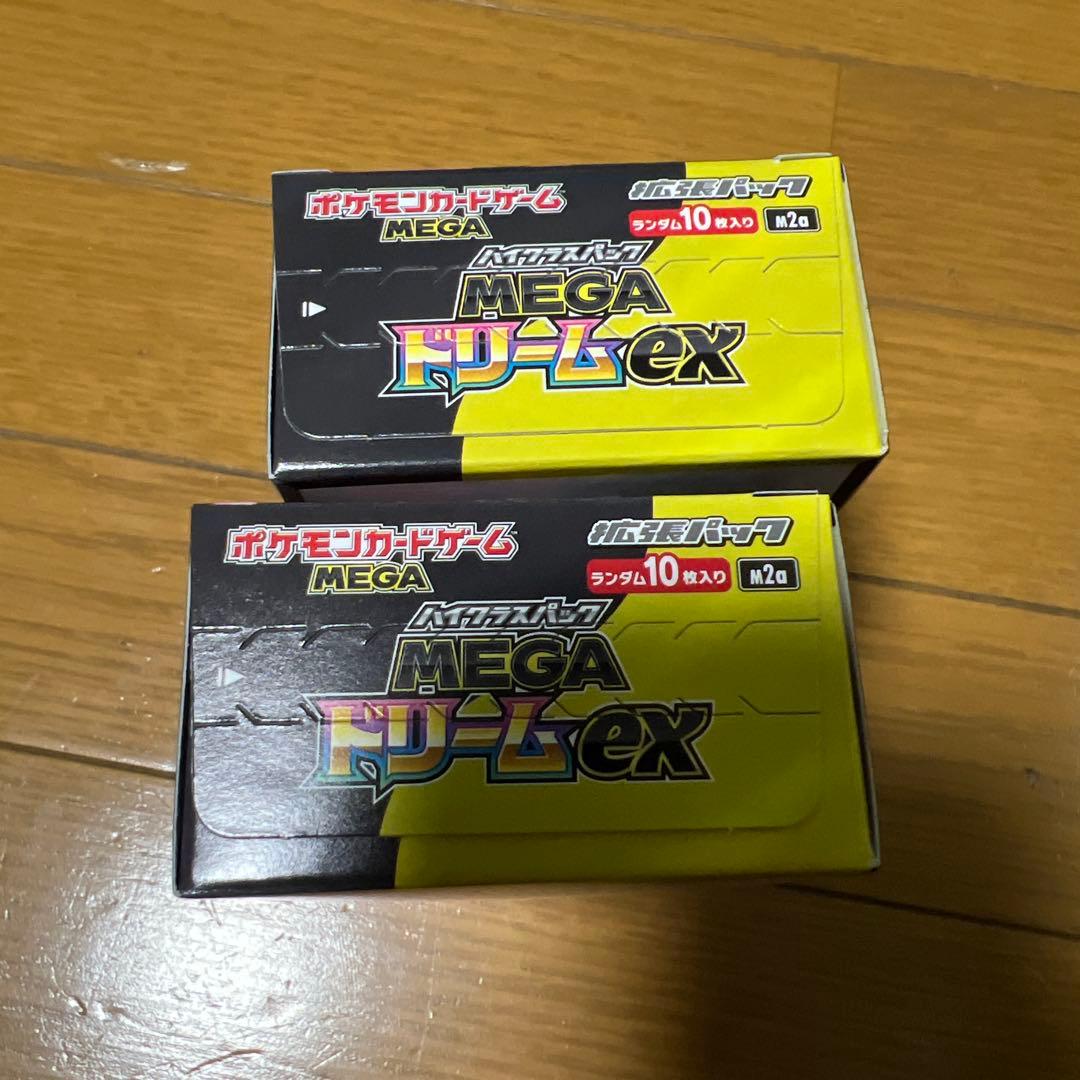 ポケモンカードゲーム
MEGA
拡張パック
ランダム10枚入り M2a
ハイクラスパック
MEGA
ドリームex
ポケモンカードゲーム
MEGA
拡張パック
ランダム10枚入り M2a
ハイクラスパック
MEGA
ドリームex